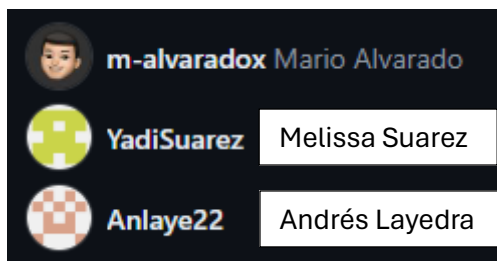 m-alvaradox Mario Alvarado
YadiSuarez Melissa Suarez
Anlaye22 Andrés Layedra